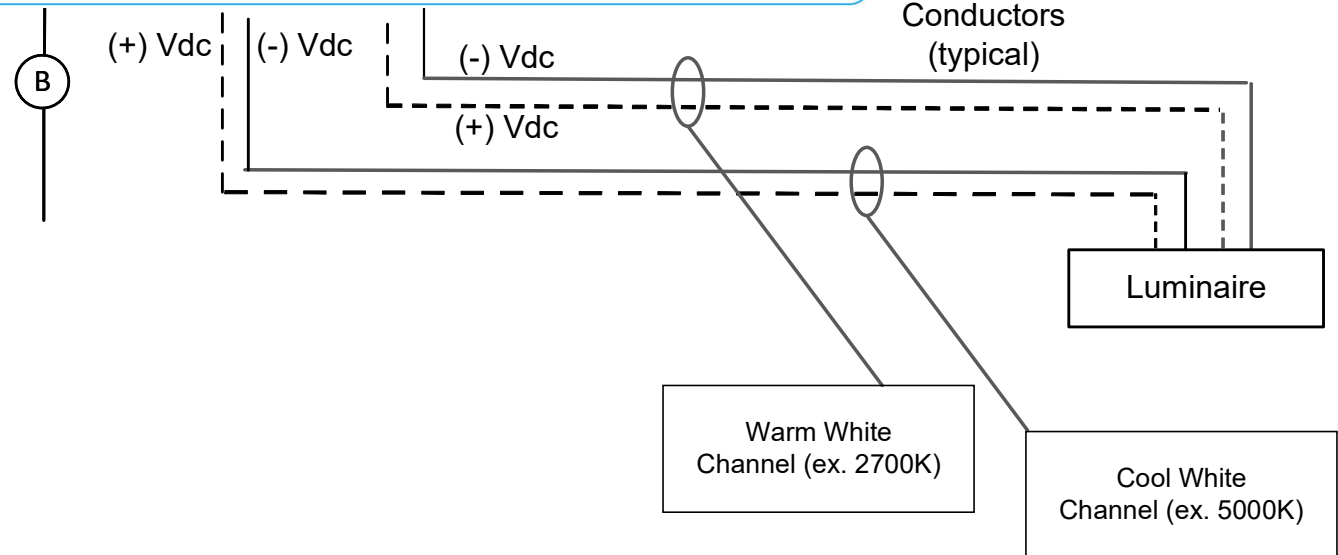 Conductors
(typical)
(+) Vdc
(-) Vdc
(-) Vdc
B
(+) Vdc
Luminaire
Warm White
Channel (ex. 2700K)
Cool White
Channel (ex. 5000K)